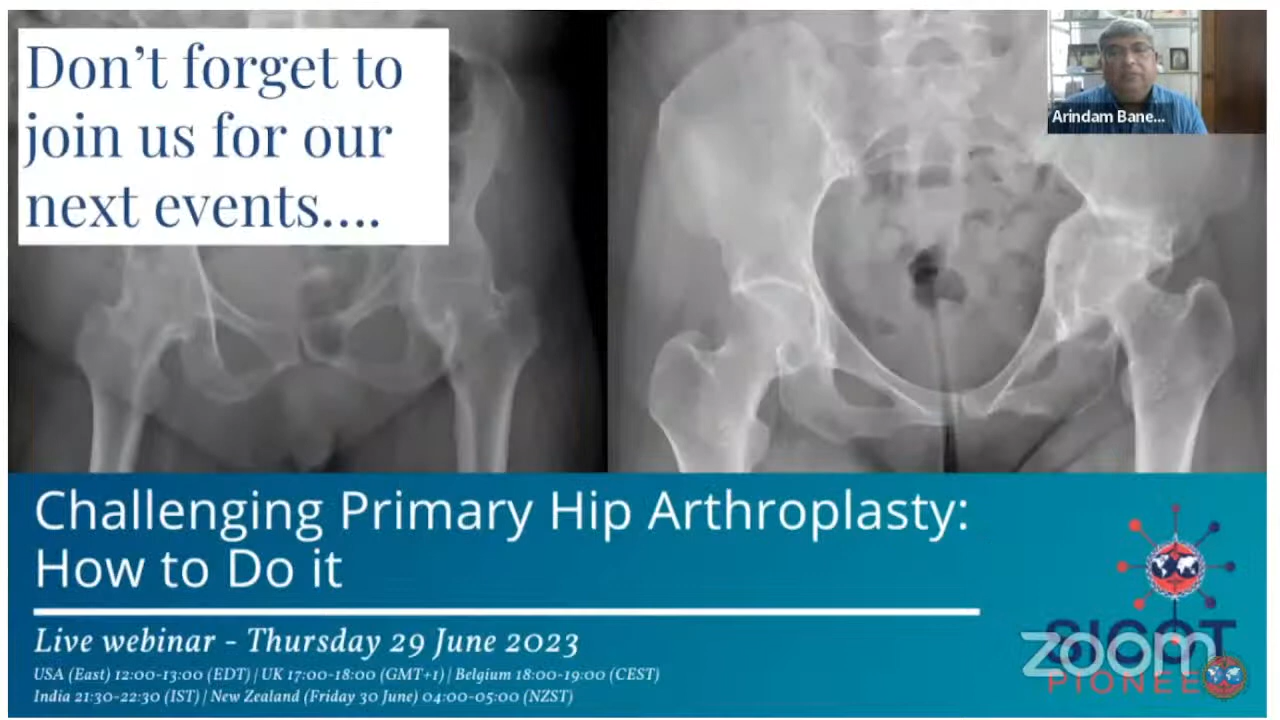 Don't forget to
join us for our
next events....
Arindam Bane...
Challenging Primary Hip Arthroplasty:
How to Do it
Live webinar - Thursday 29 June 2023
USA (East) 12:00-13:00 (EDT) | UK 17:00-18:00 (GMT+1) | Belgium 18:00-19:00 (CEST)
India 21:30-22:30 (IST) | New Zealand (Friday 30 June) 04:00-05:00 (NZST)
SICOT
zoom
PIONEE